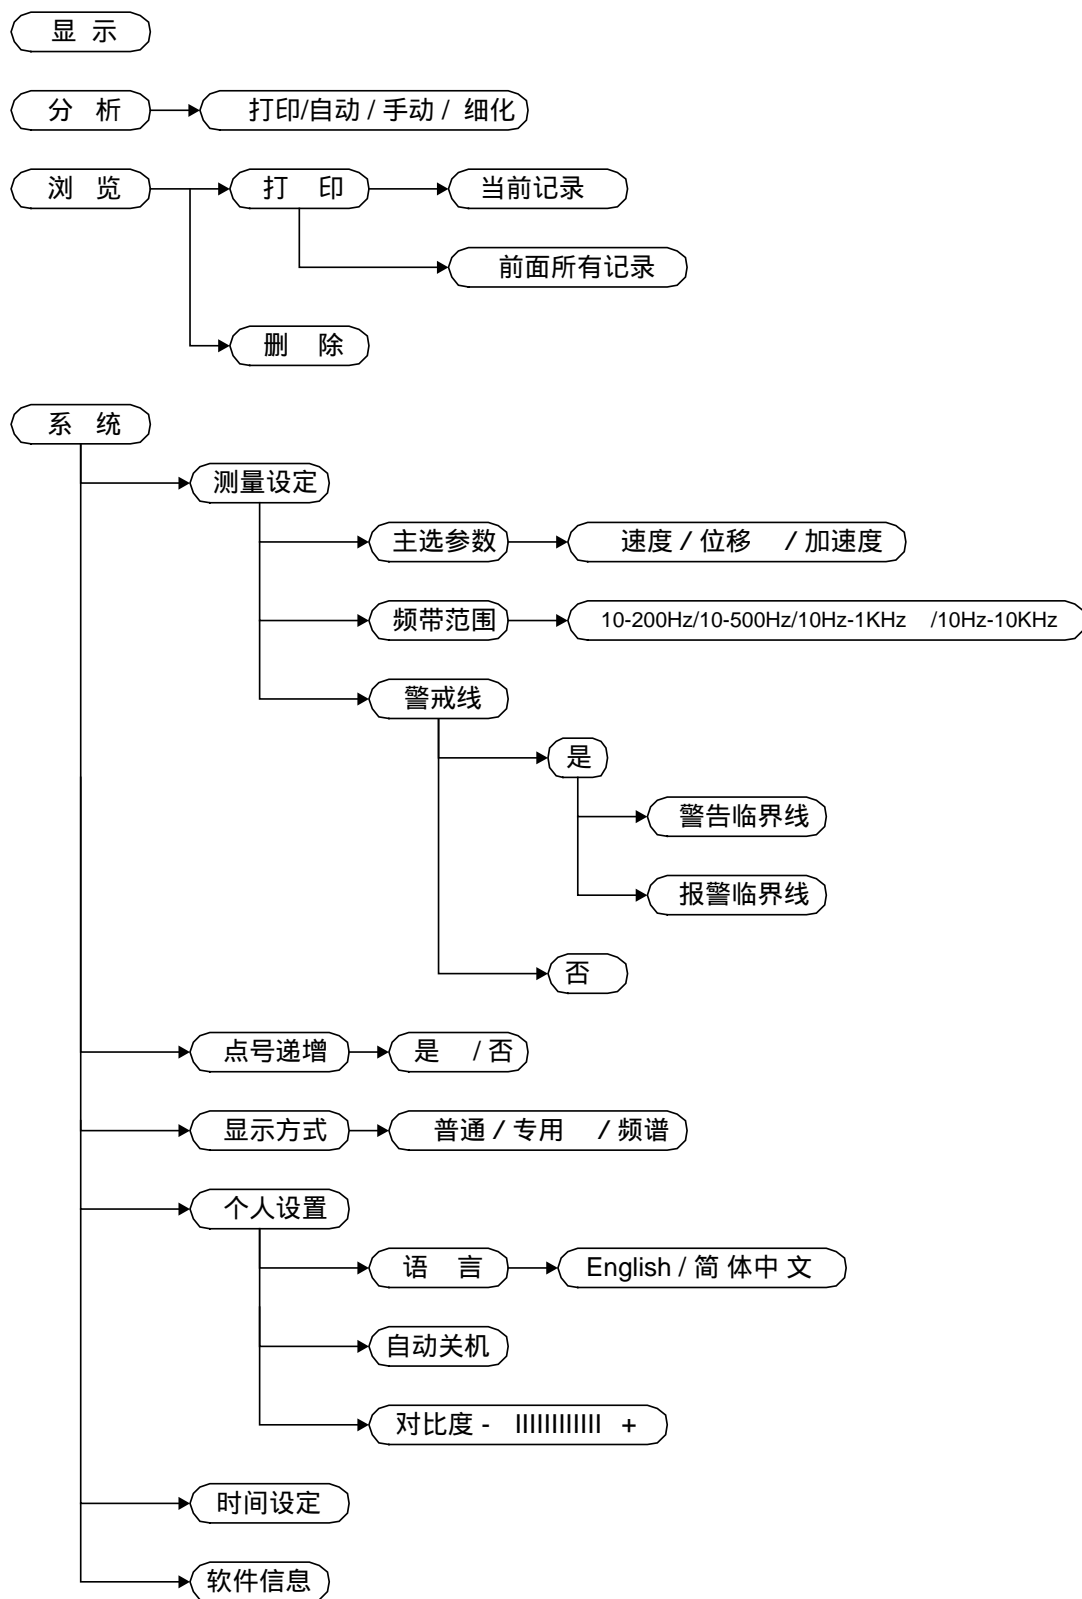 显 示
分 析
打印/自动 / 手动 / 细化
浏 览
打 印
当前记录
前面所有记录
删 除
系 统
测量设定
主选参数
速度 / 位移 / 加速度
频带范围
10-200Hz/10-500Hz/10Hz-1KHz /10Hz-10KHz
警戒线
是
警告临界线
报警临界线
否
点号递增
是 / 否
显示方式
普通 / 专用 / 频谱
个人设置
语 言
English / 简 体中 文
自动关机
对比度 - IIIIIIIIIIII +
时间设定
软件信息